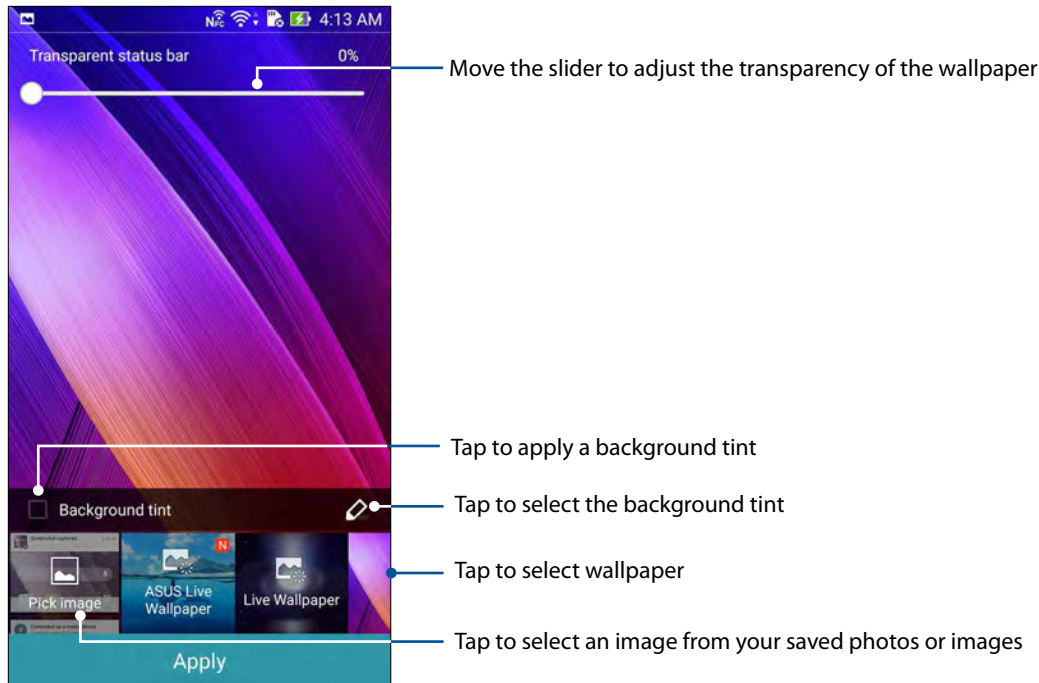 NFC 4:13 AM
Transparent status bar 0%
Move the slider to adjust the transparency of the wallpaper
Tap to apply a background tint
Background tint
Tap to select the background tint
N
Pick image
ASUS Live
Wallpaper
Live Wallpaper
Tap to select wallpaper
Tap to select an image from your saved photos or images
Apply